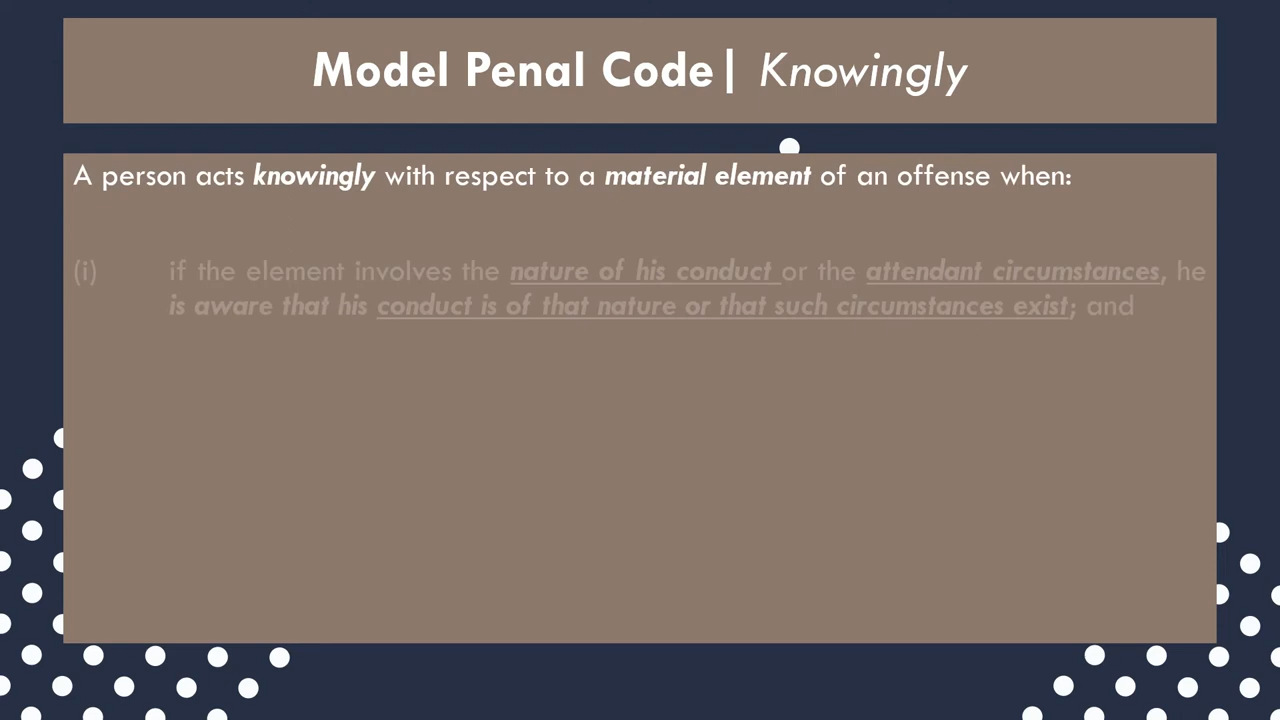 Model Penal Code| Knowingly
A person acts knowingly with respect to a material element of an offense when:
(i) if the element involves the nature of his conduct or the attendant circumstances, he
is aware that his conduct is of that nature or that such circumstances exist; and